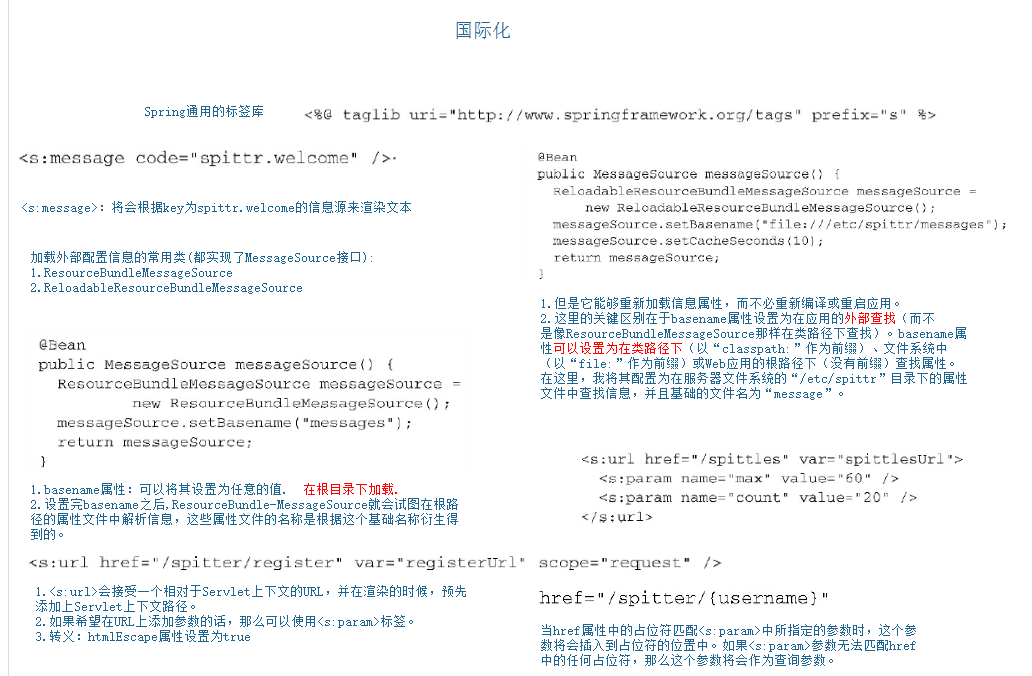 国际化
Spring通用的标签库
<%@ taglib uri="http://www.springframework.org/tags" prefix="s" %>
<s:message code="spittr.welcome" />.
<s:message>: 将会根据key为spittr.welcome的信息源来渲染文本
加载外部配置信息的常用类(都实现了MessageSource接口):
1.ResourceBundleMessageSource
2.ReloadableResourceBundleMessageSource
@Bean
public MessageSource messageSource() {
ResourceBundleMessageSource messageSource =
new ResourceBundleMessageSource();
messageSource.setBasename("messages");
return messageSource;
}
1.basename属性: 可以将其设置为任意的值. 在根目录下加载.
2.设置完basename之后,ResourceBundle-MessageSource就会试图在根路
径的属性文件中解析信息，这些属性文件的名称是根据这个基础名称衍生得
到的。
@Bean
public MessageSource messageSource() {
ReloadableResourceBundleMessageSource messageSource =
new ReloadableResourceBundleMessageSource();
messageSource.setBasename("file:///etc/spittr/messages");
messageSource.setCacheSeconds(10);
return messageSource;
}
1.但是它能够重新加载信息属性，而不必重新编译或重启应用。
2.这里的关键区别在于basename属性设置为在应用的外部查找（而不
是像ResourceBundleMessageSource那样在类路径下查找）。basename属
性可以设置为在类路径下（以“classpath:”作为前缀）、文件系统中
（以“file:”作为前缀）或Web应用的根路径下（没有前缀）查找属性。
在这里，我将其配置为在服务器文件系统的“/etc/spittr”目录下的属性
文件中查找信息，并且基础的文件名为“message”。
<s:url href="/spittles" var="spittlesUrl">
<s:param name="max" value="60" />
<s:param name="count" value="20" />
</s:url>
<s:url href="/spitter/register" var="registerUrl" scope="request" />
1.<s:url>会接受一个相对于Servlet上下文的URL，并在渲染的时候，预先
添加上Servlet上下文路径。
2.如果希望在URL上添加参数的话，那么可以使用<s:param>标签。
3.转义：htmlEscape属性设置为true
href="/spitter/{username}"
当href属性中的占位符匹配<s:param>中所指定的参数时，这个参
数将会插入到占位符的位置中。如果<s:param>参数无法匹配href
中的任何占位符，那么这个参数将会作为查询参数。